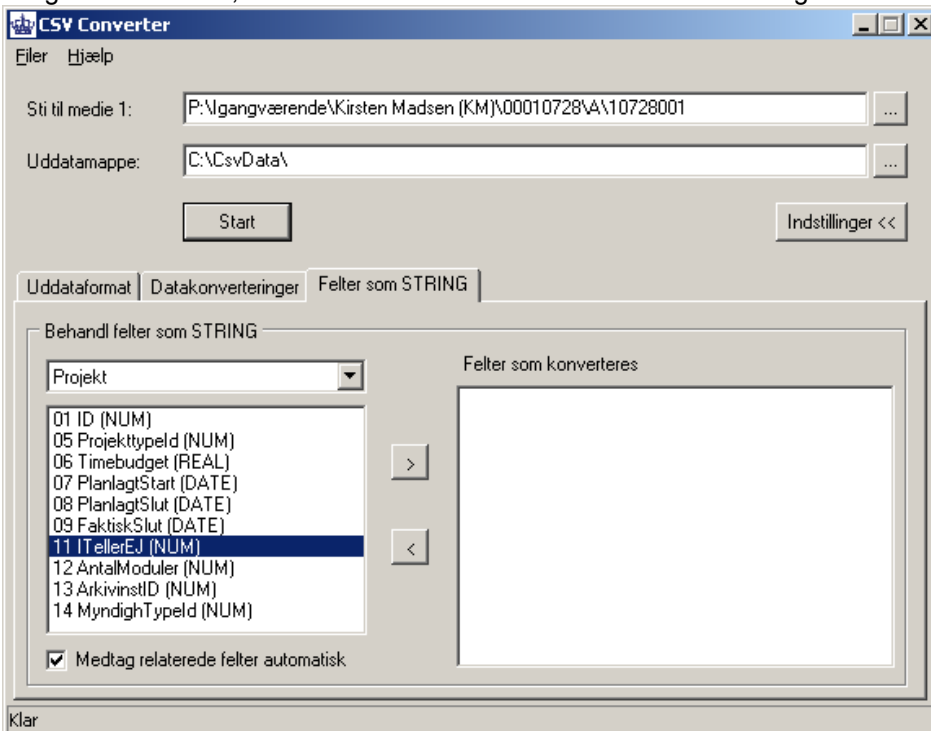 CSV Converter
Filer Hjælp
Sti til medie 1: P:\Igangværende\Kirsten Madsen (KM)\00010728\A\10728001 ...
Uddatamappe: C:\CsvData\ ...
Start Indstillinger <<
Uddataformat Datakonverteringer Felter som STRING
Behandl felter som STRING
Projekt Felter som konverteres
01 ID (NUM)
05 ProjekttypeId (NUM)
06 Timebudget (REAL)
07 PlanlagtStart (DATE)
08 PlanlagtSlut (DATE)
09 FaktiskSlut (DATE)
11 ITellerEJ (NUM)
12 AntalModuler (NUM)
13 ArkivinstID (NUM)
14 MyndighTypeId (NUM)
>
<
Medtag relaterede felter automatisk
Klar